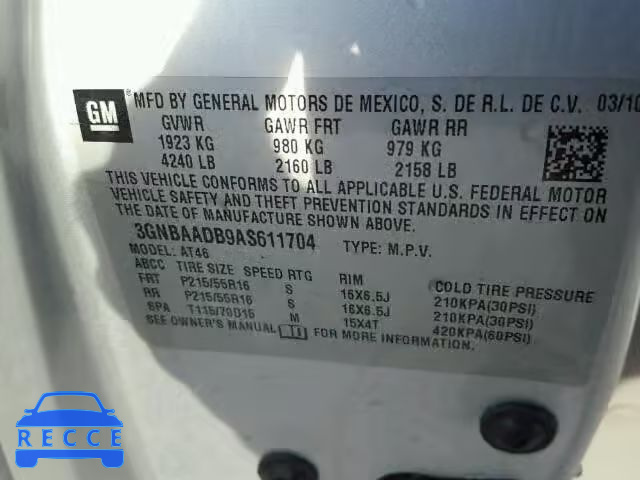 GM
MFD BY GENERAL MOTORS DE MEXICO, S. DE R.L. DE C.V. 03/10
GVWR GAWR FRT GAWR RR
1923 KG 980 KG 979 KG
4240 LB 2160 LB 2158 LB
THIS VEHICLE CONFORMS TO ALL APPLICABLE U.S. FEDERAL MOTOR
VEHICLE SAFETY AND THEFT PREVENTION STANDARDS IN EFFECT ON
THE DATE OF MANUFACTURE SHOWN ABOVE.
3GNBAADB9AS611704 TYPE: M.P.V.
MODEL: AT46
ABCC TIRE SIZE SPEED RTG RIM COLD TIRE PRESSURE
FRT P215/55R16 S 16X6.5J 210KPA(30PSI)
RR P215/55R16 S 16X6.5J 210KPA(30PSI)
SPA T115/70D15 M 15X4T 420KPA(60PSI)
SEE OWNER'S MANUAL FOR MORE INFORMATION.
RECCE